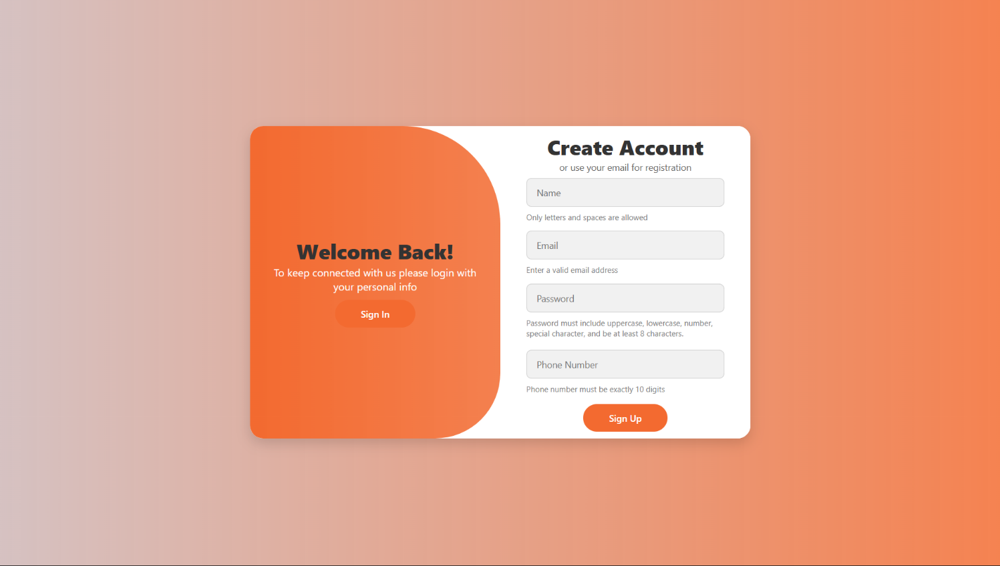 Welcome Back!
To keep connected with us please login with
your personal info
Sign In
Create Account
or use your email for registration
Name
Only letters and spaces are allowed
Email
Enter a valid email address
Password
Password must include uppercase, lowercase, number,
special character, and be at least 8 characters.
Phone Number
Phone number must be exactly 10 digits
Sign Up